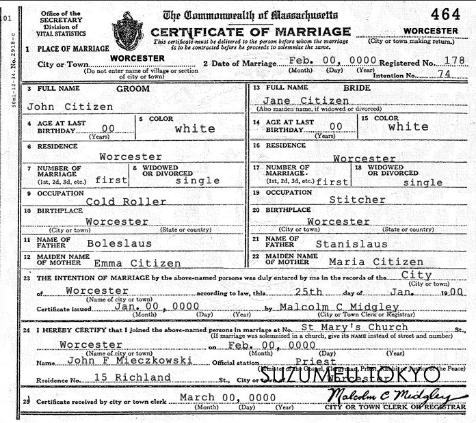 101
Office of the
SECRETARY
Division of
VITAL STATISTICS
The Commonwealth of Massachusetts
CERTIFICATE OF MARRIAGE
This certificate must be delivered to the person before whom the marriage
is to be contracted before he proceeds to solemnize the same.
464
WORCESTER
(City or town making return.)
1 PLACE OF MARRIAGE
WORCESTER
City or Town
(Do not enter name of village or section
of city or town)
2 Date of Marriage Feb. 00, 0000
(Month) (Day) (Year)
Registered No. 178
Intention No. 74
3 FULL NAME GROOM
John Citizen
13 FULL NAME BRIDE
Jane Citizen
(Also maiden name, if widowed or divorced)
4 AGE AT LAST
BIRTHDAY 00
(Years)
5 COLOR
white
14 AGE AT LAST
BIRTHDAY 00
(Years)
15 COLOR
white
6 RESIDENCE
Worcester
16 RESIDENCE
Worcester
7 NUMBER OF
MARRIAGE
(1st, 2d, 3d, etc.) first
8 WIDOWED
OR DIVORCED
single
17 NUMBER OF
MARRIAGE
(1st, 2d, 3d, etc.) first
18 WIDOWED
OR DIVORCED
single
9 OCCUPATION
Cold Roller
19 OCCUPATION
Stitcher
10 BIRTHPLACE
Worcester
(City or town) (State or country)
20 BIRTHPLACE
Worcester
(City or town) (State or country)
11 NAME OF
FATHER Boleslaus
21 NAME OF
FATHER Stanislaus
12 MAIDEN NAME
OF MOTHER Emma Citizen
22 MAIDEN NAME
OF MOTHER Maria Citizen
23 THE INTENTION OF MARRIAGE by the above-named persons was duly entered by me in the records of the City
of Worcester according to law, this 25th day of Jan. 1900
(Name of city or town) (Month) (Year)
Certificate issued Jan. 00, 0000 by Malcolm C Midgley
(Month) (Day) (Year) (City or Town Clerk or Registrar)
24 I HEREBY CERTIFY that I joined the above-named persons in marriage at No. St Mary's Church St.,
(If marriage was solemnized in a church, give its NAME instead of street and number)
Worcester on Feb. 00, 0000
(Name of city or town) (Month) (Day) (Year)
Name John F Mieczkowski Official station Priest
Residence No. 15 Richland St., City or
SUZUMEII.TOKYO
25 Certificate received by city or town clerk March 00, 0000
(Month) (Day) (Year)
Malcolm C. Midgley
CITY OR TOWN CLERK OR REGISTRAR